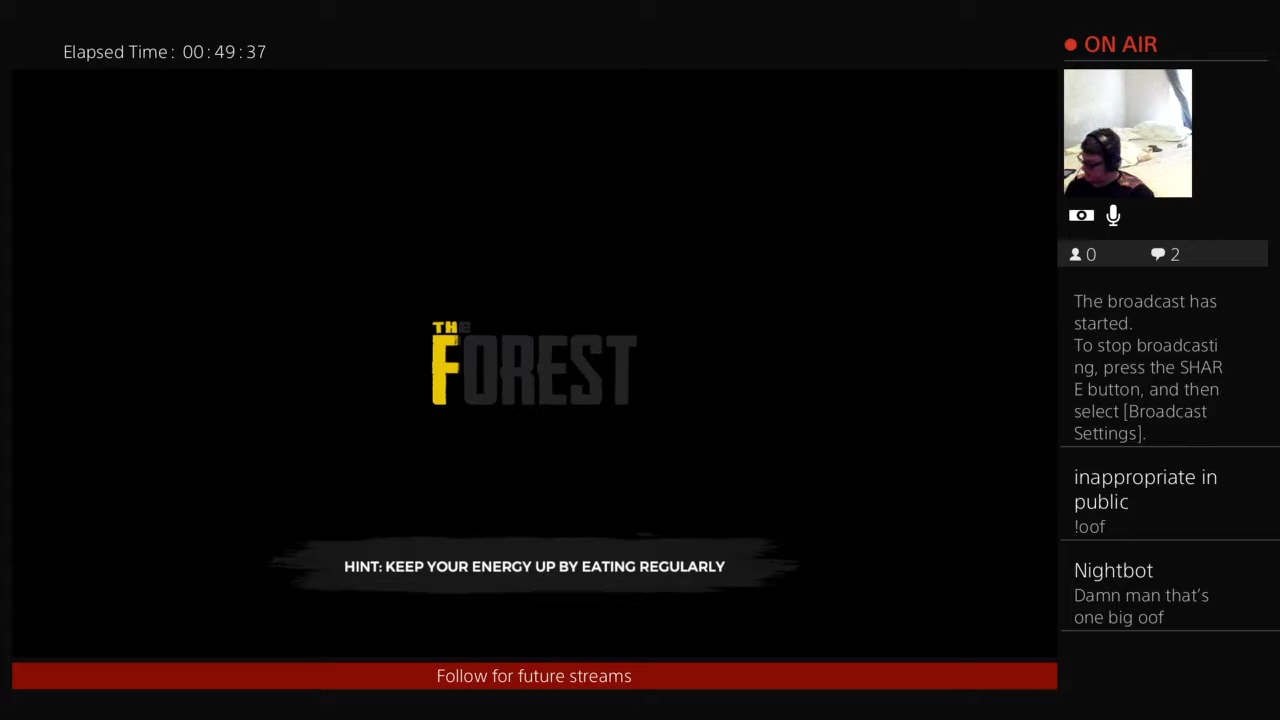 Elapsed Time: 00:49:37
ON AIR
0 2
THE
FOREST
HINT: KEEP YOUR ENERGY UP BY EATING REGULARLY
Follow for future streams
The broadcast has
started.
To stop broadcasti
ng, press the SHAR
E button, and then
select [Broadcast
Settings].
inappropriate in
public
!oof
Nightbot
Damn man that's
one big oof